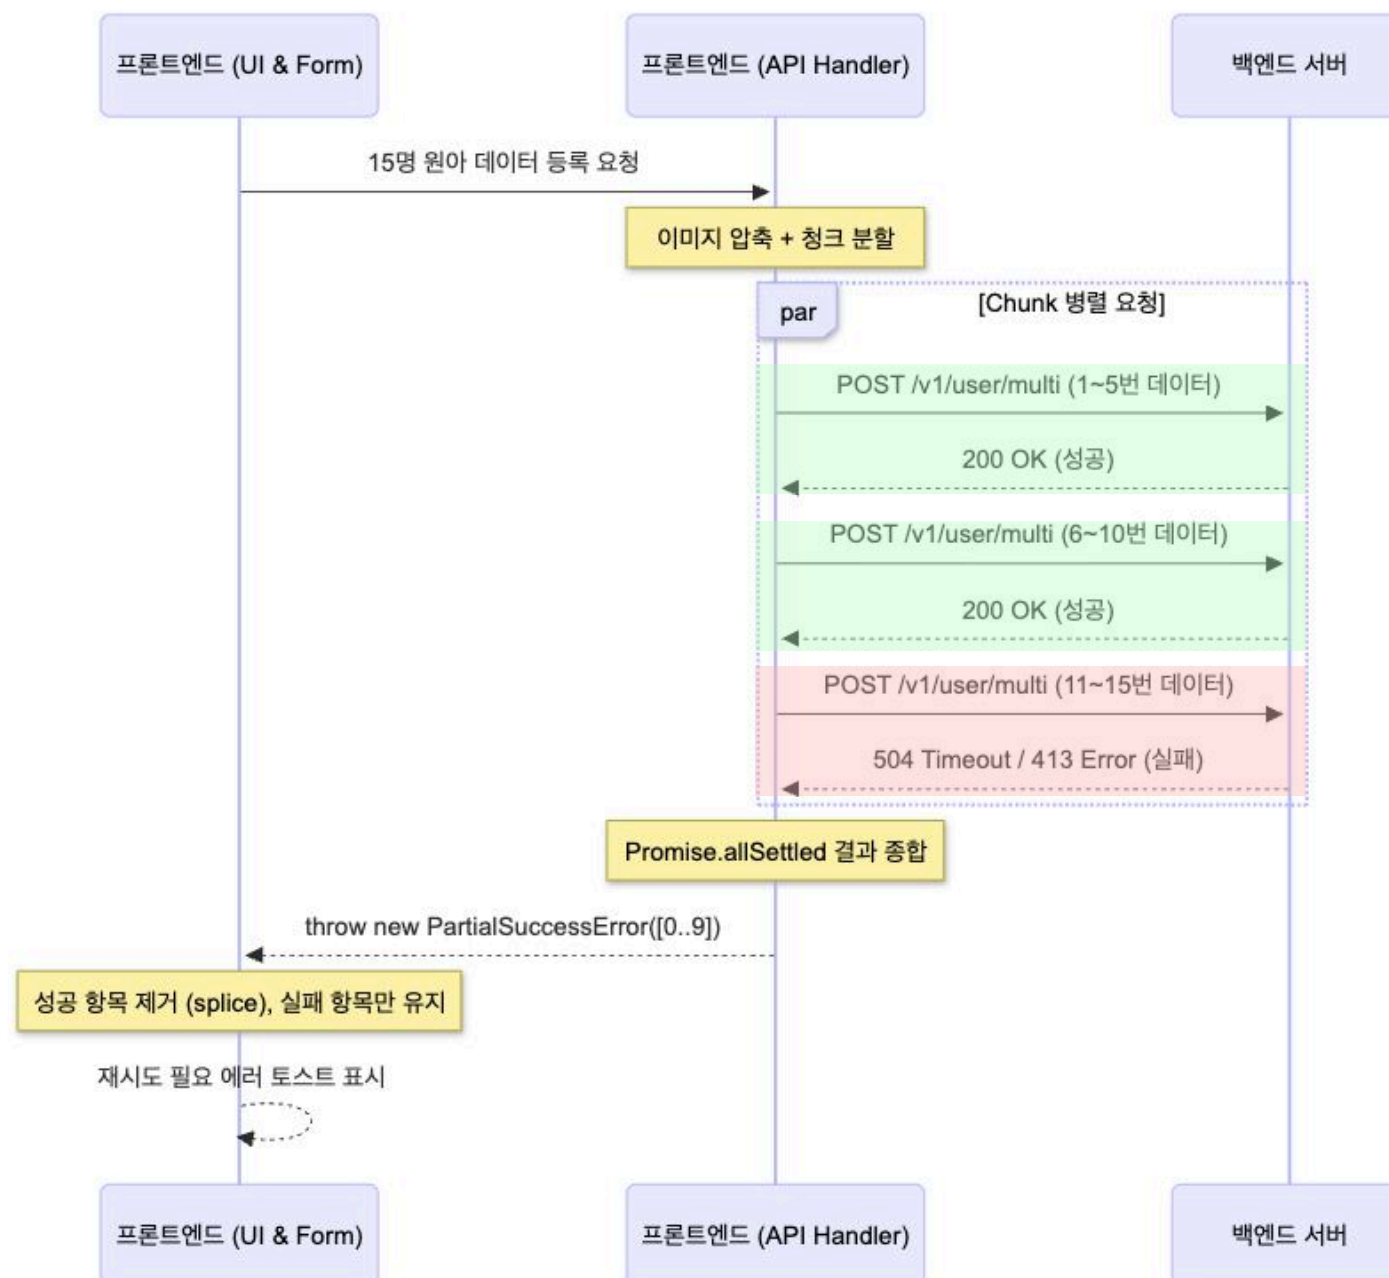 프론트엔드 (UI & Form)
프론트엔드 (API Handler)
백엔드 서버
15명 원아 데이터 등록 요청
이미지 압축 + 청크 분할
par
[Chunk 병렬 요청]
POST /v1/user/multi (1~5번 데이터)
200 OK (성공)
POST /v1/user/multi (6~10번 데이터)
200 OK (성공)
POST /v1/user/multi (11~15번 데이터)
504 Timeout / 413 Error (실패)
Promise.allSettled 결과 종합
throw new PartialSuccessError([0..9])
성공 항목 제거 (splice), 실패 항목만 유지
재시도 필요 에러 토스트 표시
프론트엔드 (UI & Form)
프론트엔드 (API Handler)
백엔드 서버